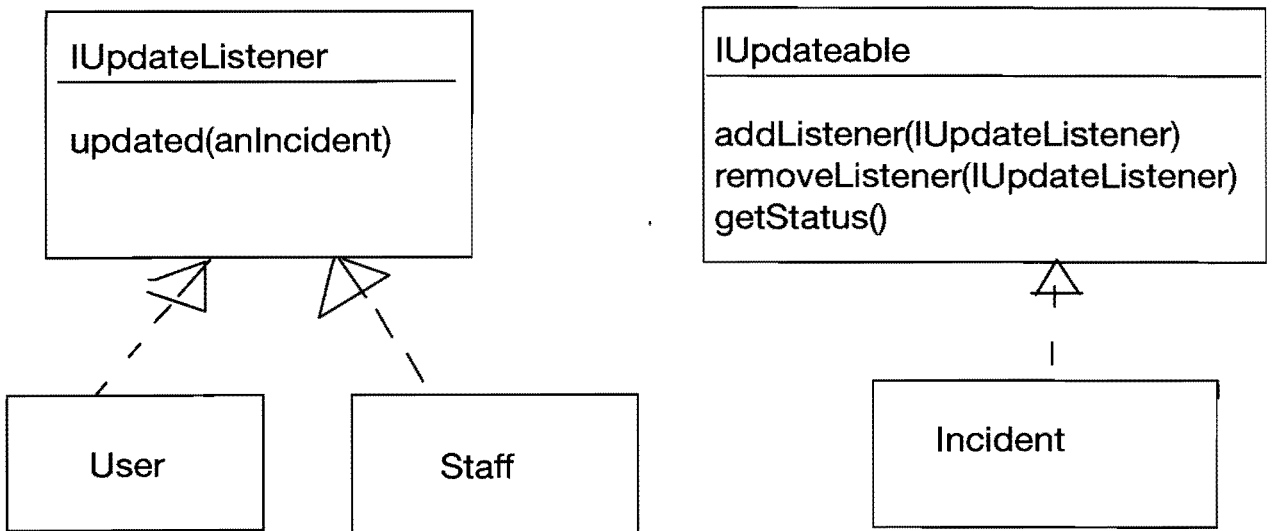 IUpdateListener
updated(anIncident)
IUpdateable
addListener(IUpdateListener)
removeListener(IUpdateListener)
getStatus()
User
Staff
Incident